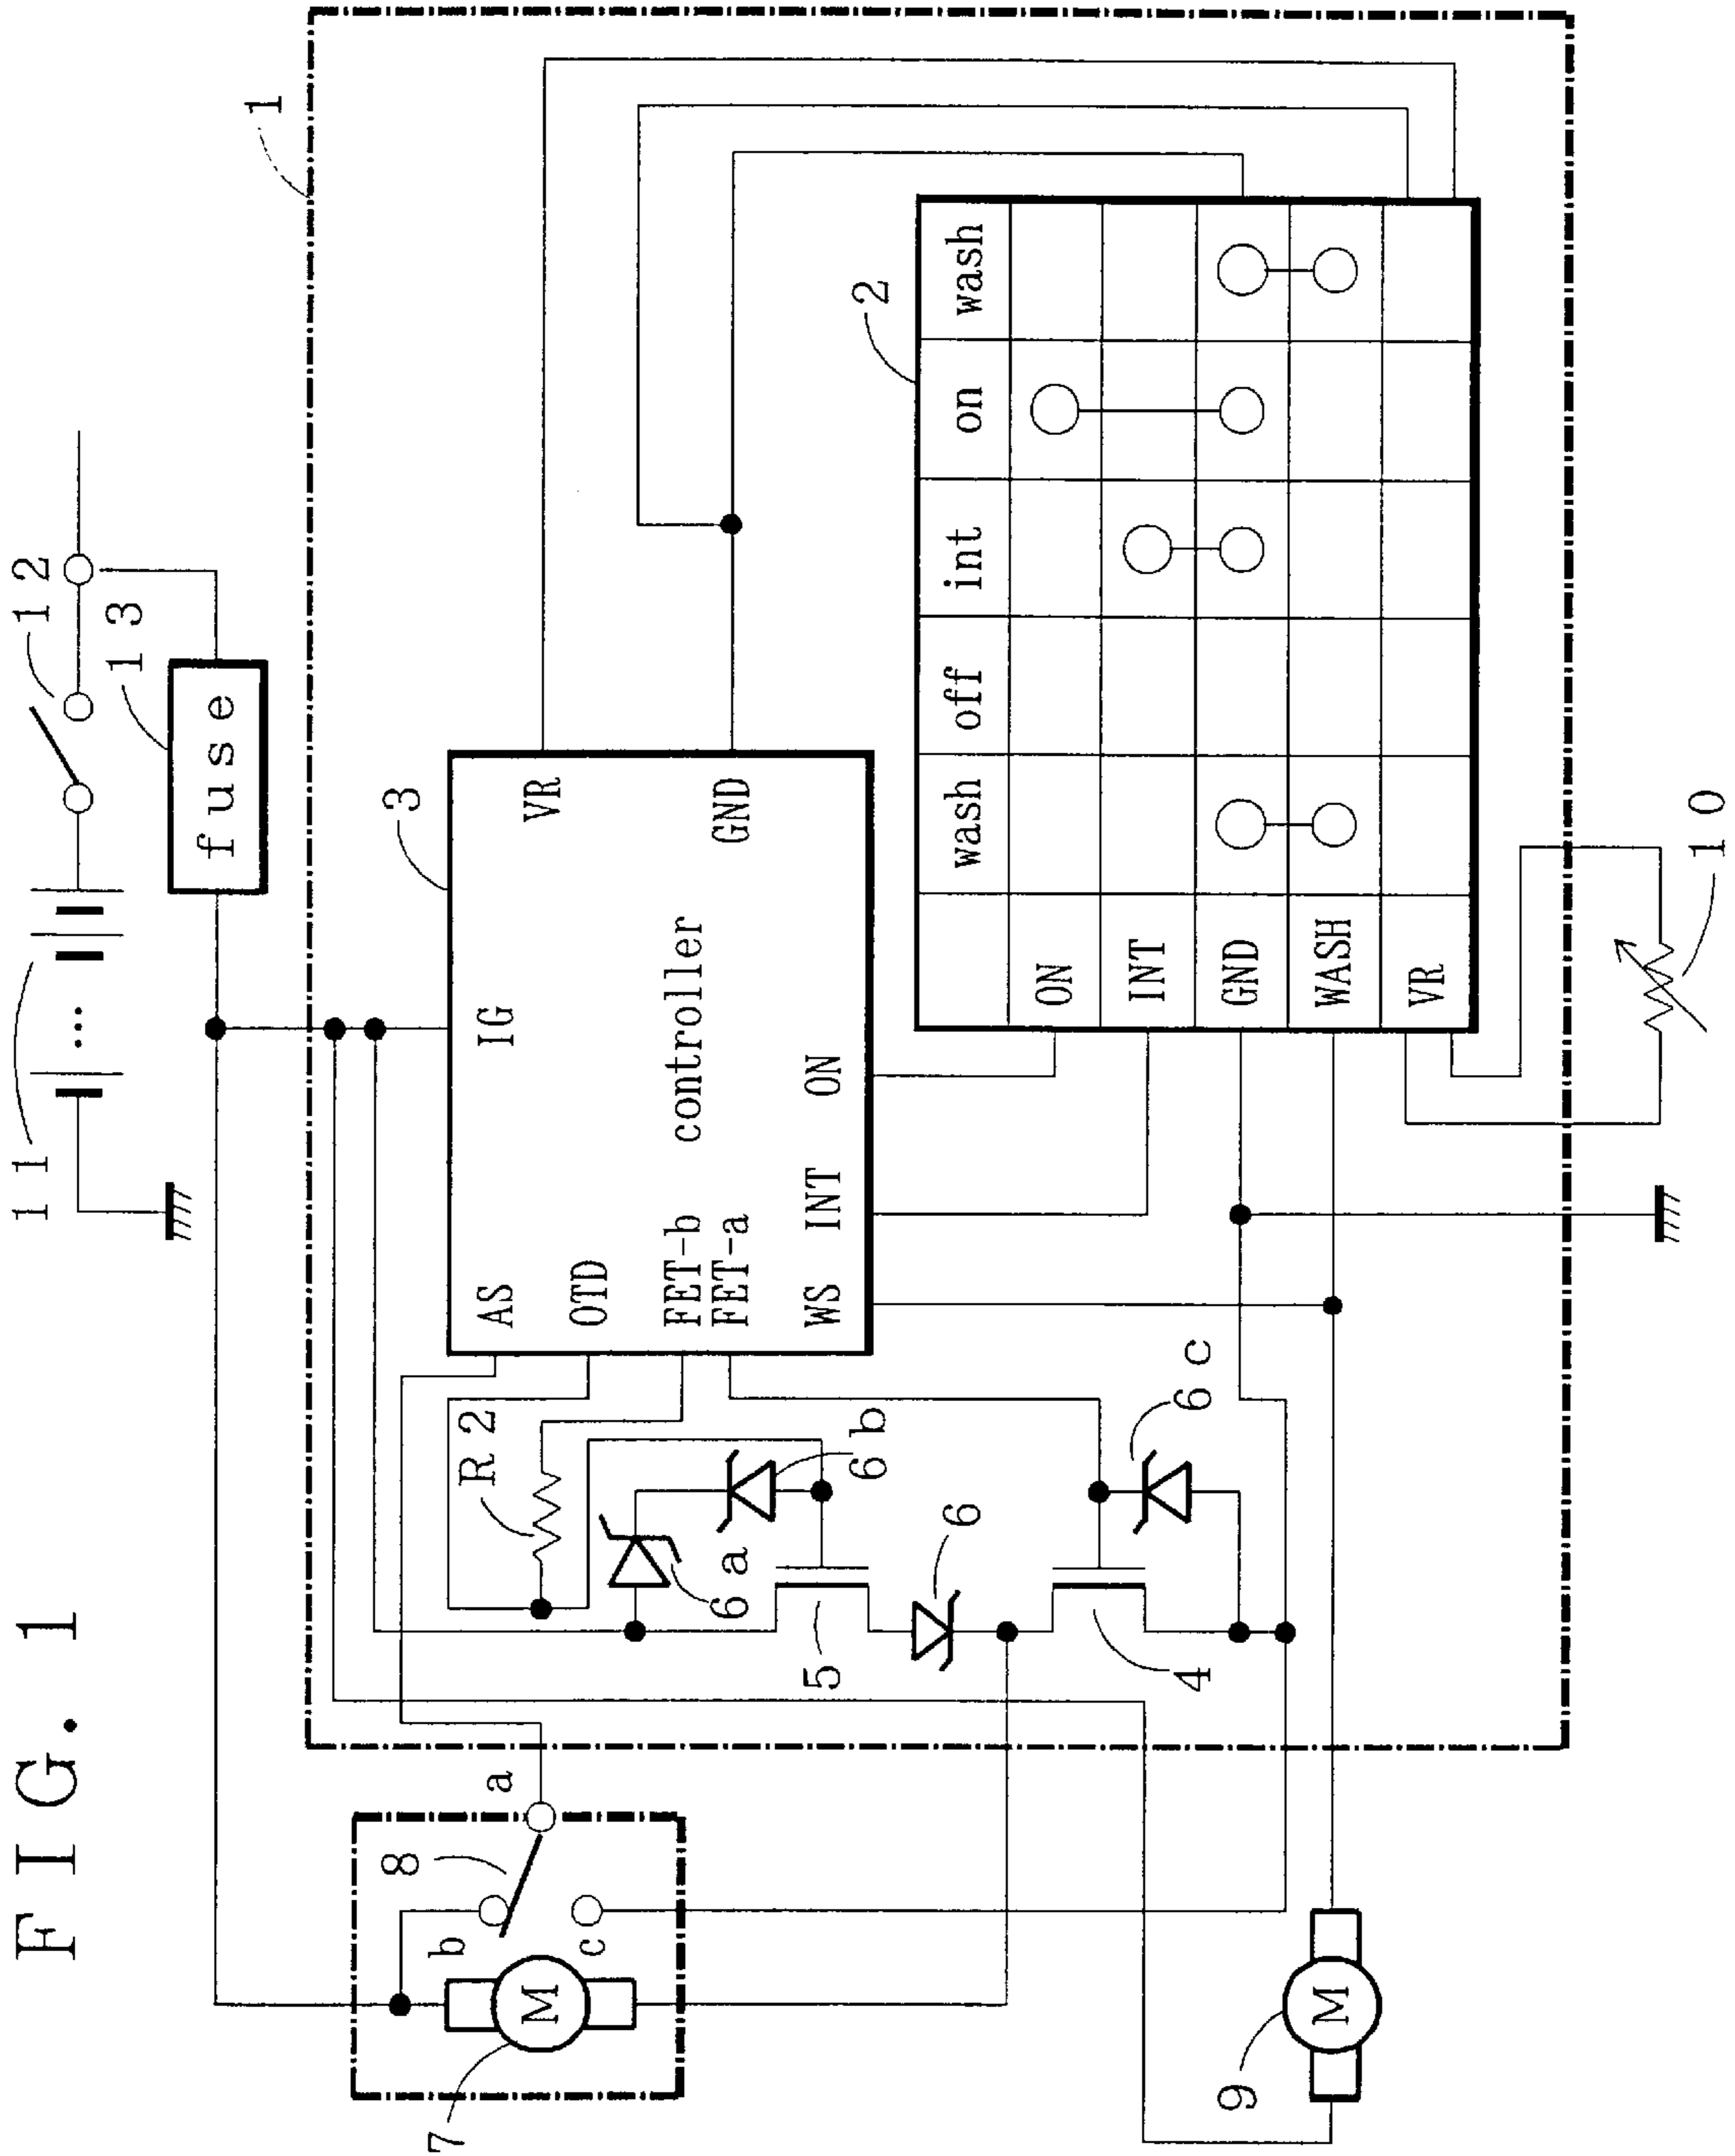 FIG. 1
11
12
13
fuse
1
3
IG
VR
AS
OTD
controller
GND
FET-b
FET-a
WS
INT
ON
R2
6a
6b
5
6
4
6c
a
8
b
c
M
7
M
9
2
wash
off
int
on
wash
ON
INT
GND
WASH
VR
10